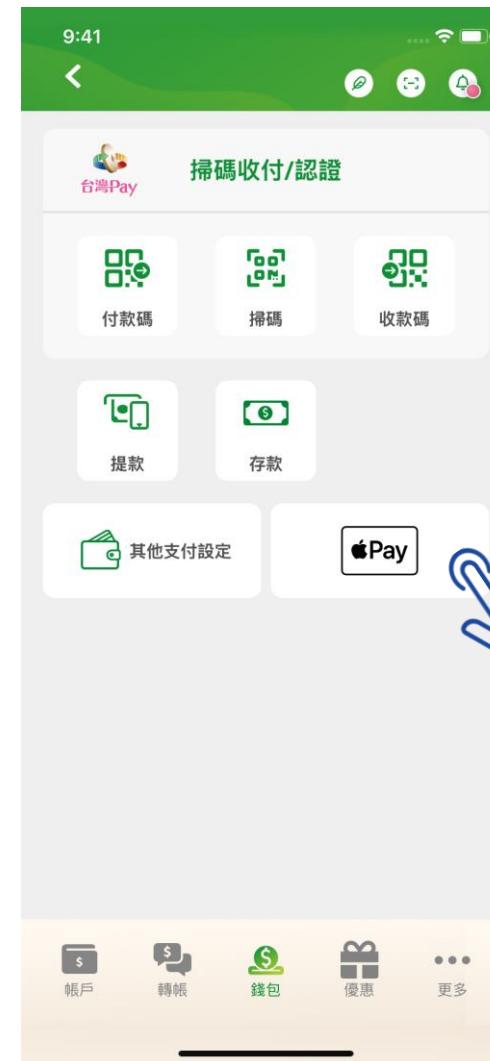 9:41
台灣Pay
掃碼收付/認證
付款碼
掃碼
收款碼
提款
存款
其他支付設定
Pay
帳戶
轉帳
錢包
優惠
更多